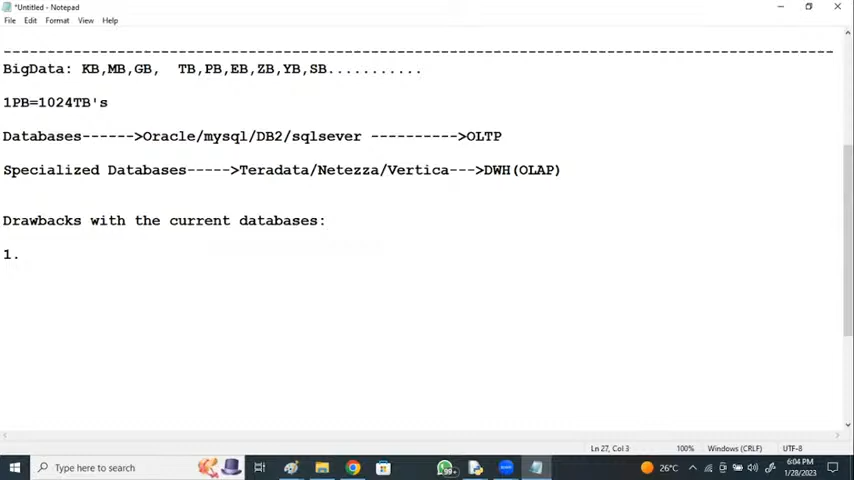 *Untitled - Notepad
File Edit Format View Help
--------------------------------------------------------------------------------------------
BigData: KB,MB,GB, TB,PB,EB,ZB,YB,SB...........
1PB=1024TB's
Databases------>Oracle/mysql/DB2/sqlsever ---------->OLTP
Specialized Databases----->Teradata/Netezza/Vertica--->DWH(OLAP)
Drawbacks with the current databases:
1.
Ln 27, Col 3 100% Windows (CRLF) UTF-8
Type here to search 99+ 26°C 6:04 PM
1/28/2023